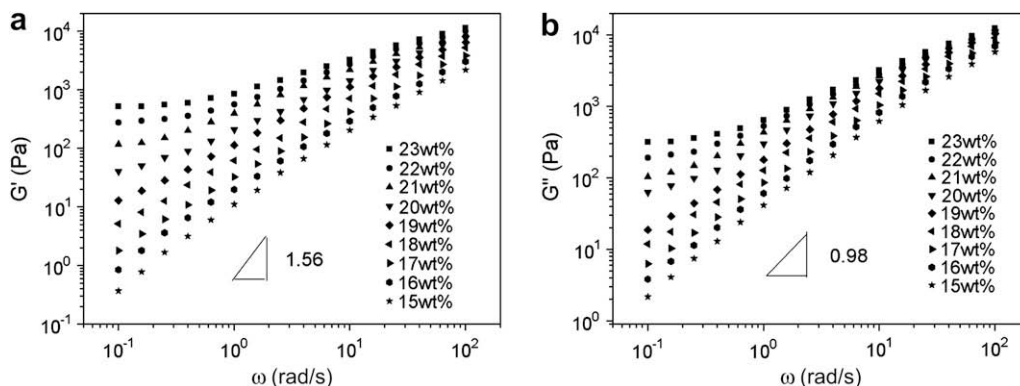 a
10^4
10^3
10^2
10^1
10^0
10^-1
G' (Pa)
23wt%
22wt%
21wt%
20wt%
19wt%
18wt%
17wt%
16wt%
15wt%
1.56
10^-1 10^0 10^1 10^2
ω (rad/s)
b
10^4
10^3
10^2
10^1
10^0
G'' (Pa)
23wt%
22wt%
21wt%
20wt%
19wt%
18wt%
17wt%
16wt%
15wt%
0.98
10^-1 10^0 10^1 10^2
ω (rad/s)